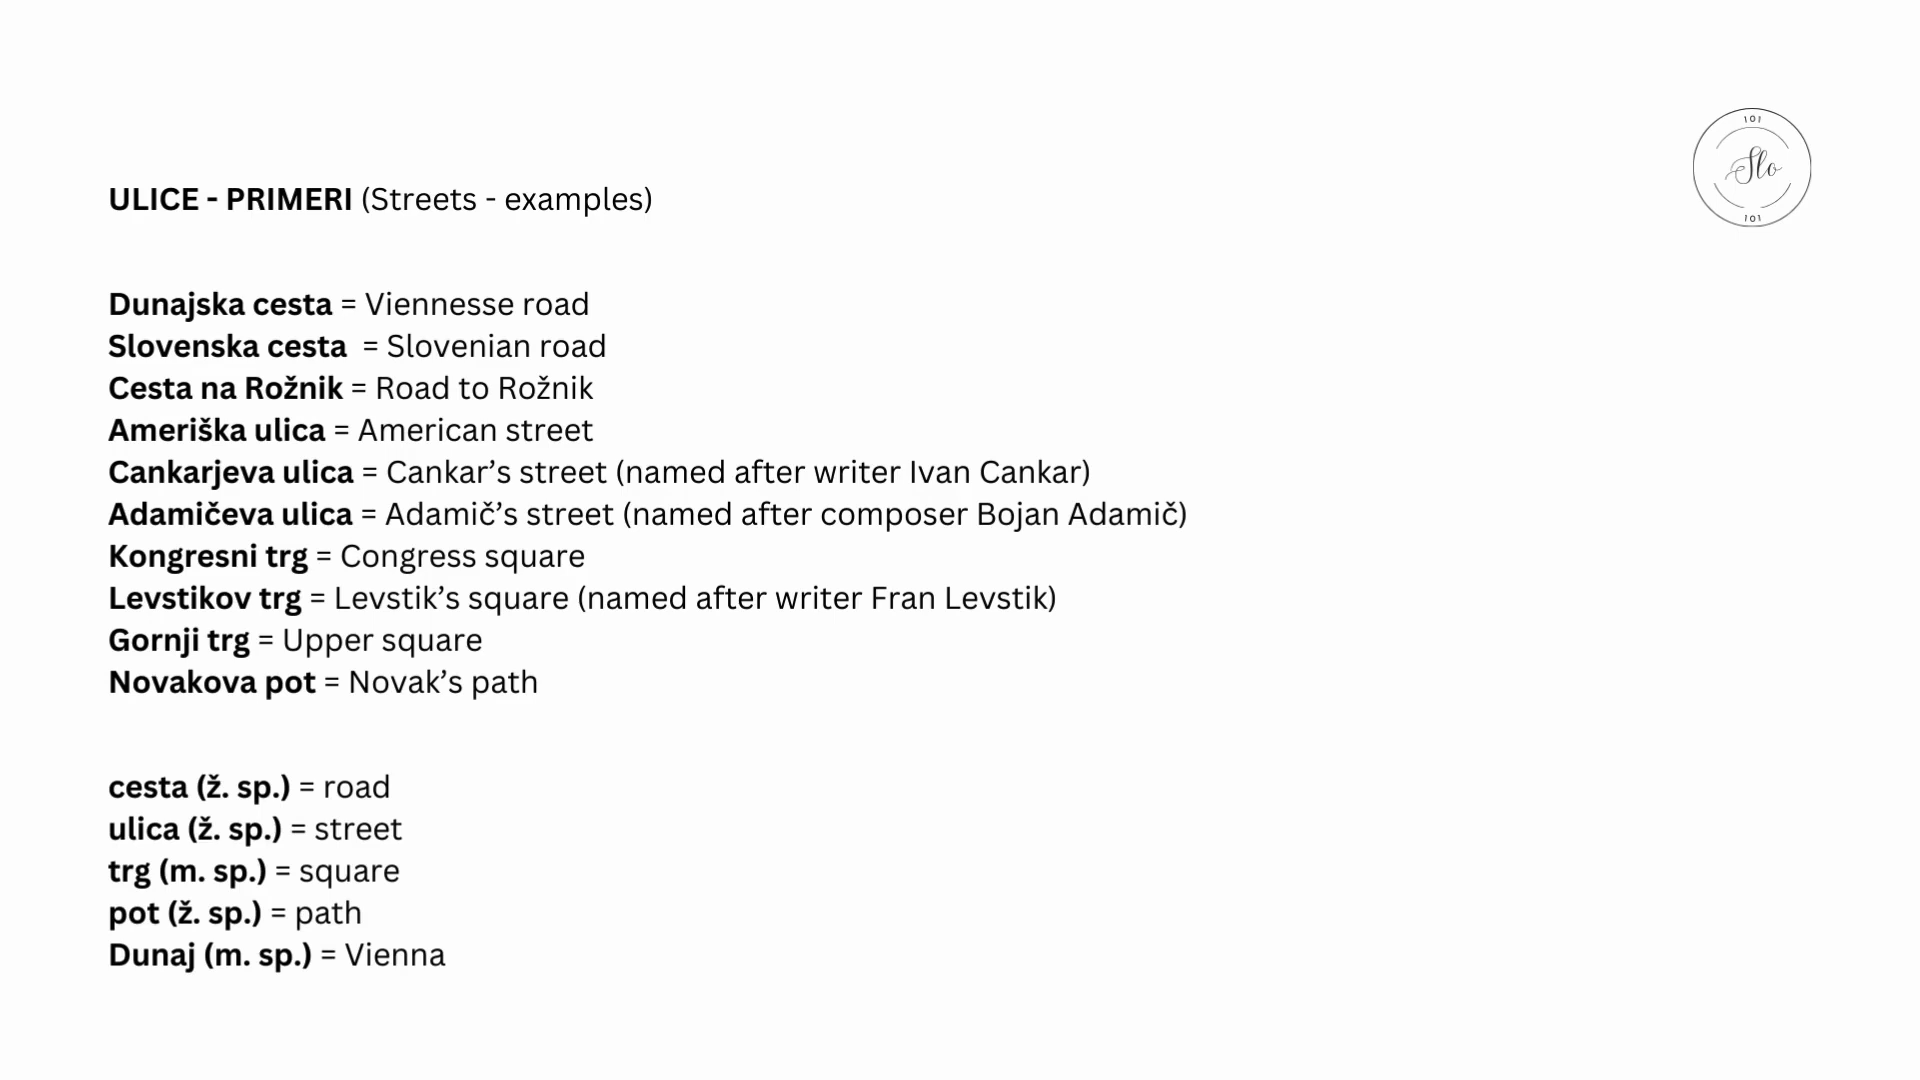 101
Slo
101
ULICE - PRIMERI (Streets - examples)
Dunajska cesta = Viennesse road
Slovenska cesta = Slovenian road
Cesta na Rožnik = Road to Rožnik
Ameriška ulica = American street
Cankarjeva ulica = Cankar’s street (named after writer Ivan Cankar)
Adamičeva ulica = Adamič’s street (named after composer Bojan Adamič)
Kongresni trg = Congress square
Levstikov trg = Levstik’s square (named after writer Fran Levstik)
Gornji trg = Upper square
Novakova pot = Novak’s path
cesta (ž. sp.) = road
ulica (ž. sp.) = street
trg (m. sp.) = square
pot (ž. sp.) = path
Dunaj (m. sp.) = Vienna